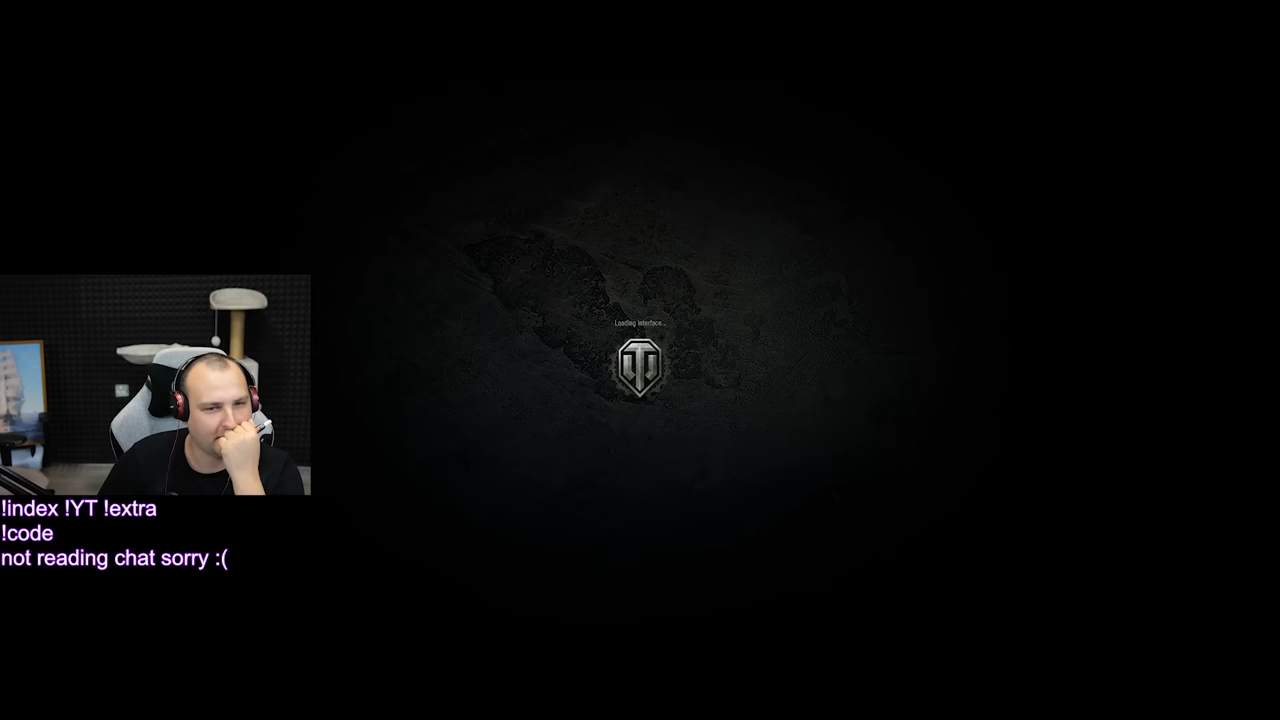 Loading interface...
!index !YT !extra
!code
not reading chat sorry :(